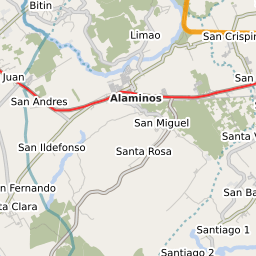 Bitin
Limao
San Crispin
Juan
San
San Andres
Alaminos
San Miguel
Santa V
San Ildefonso
Santa Rosa
San Fernando
San Ba
ta Clara
Santiago 1
Santiago 2